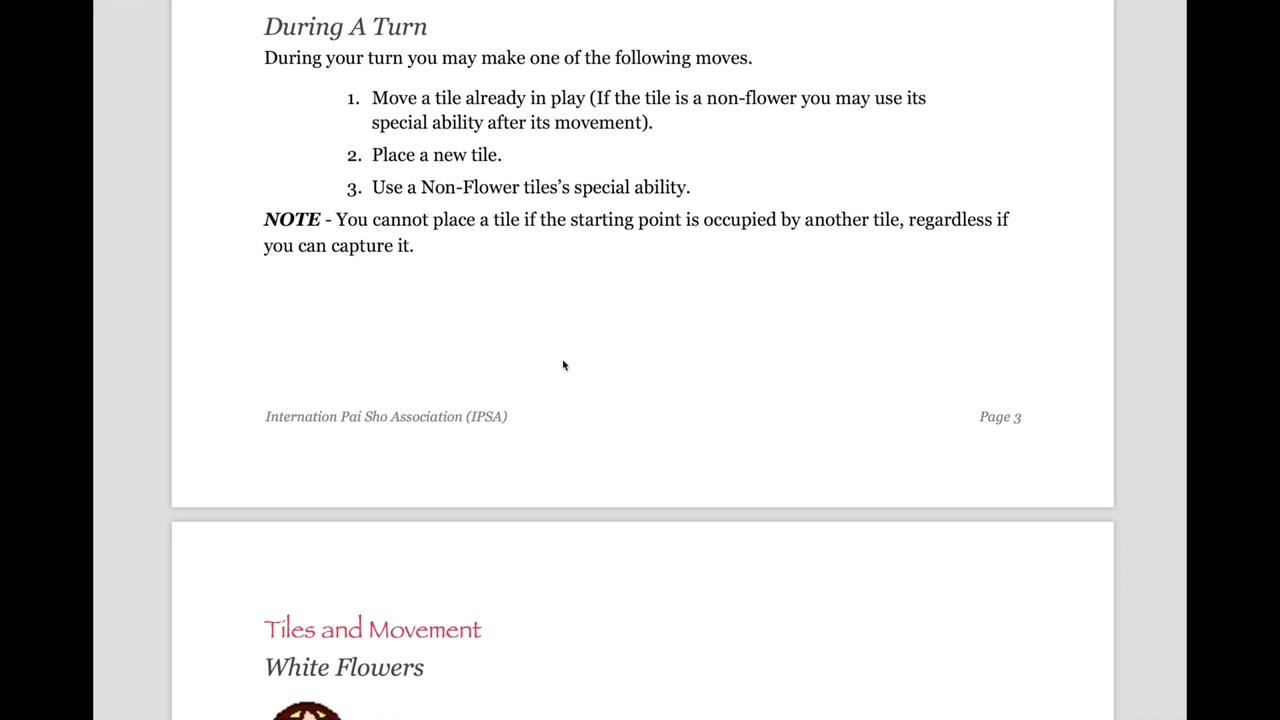 During A Turn
During your turn you may make one of the following moves.
1. Move a tile already in play (If the tile is a non-flower you may use its
special ability after its movement).
2. Place a new tile.
3. Use a Non-Flower tiles's special ability.
NOTE - You cannot place a tile if the starting point is occupied by another tile, regardless if
you can capture it.
Internation Pai Sho Association (IPSA) Page 3
Tiles and Movement
White Flowers